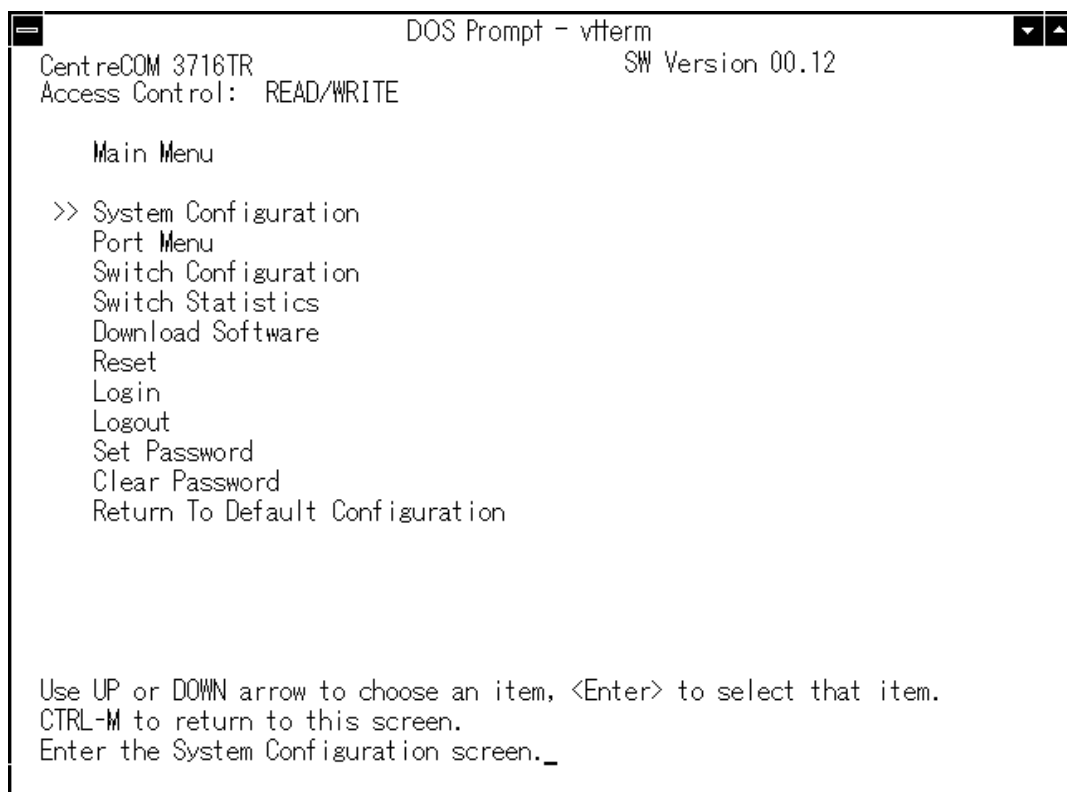 DOS Prompt - vtterm
CentreCOM 3716TR SW Version 00.12
Access Control: READ/WRITE
Main Menu
>> System Configuration
Port Menu
Switch Configuration
Switch Statistics
Download Software
Reset
Login
Logout
Set Password
Clear Password
Return To Default Configuration
Use UP or DOWN arrow to choose an item, <Enter> to select that item.
CTRL-M to return to this screen.
Enter the System Configuration screen._